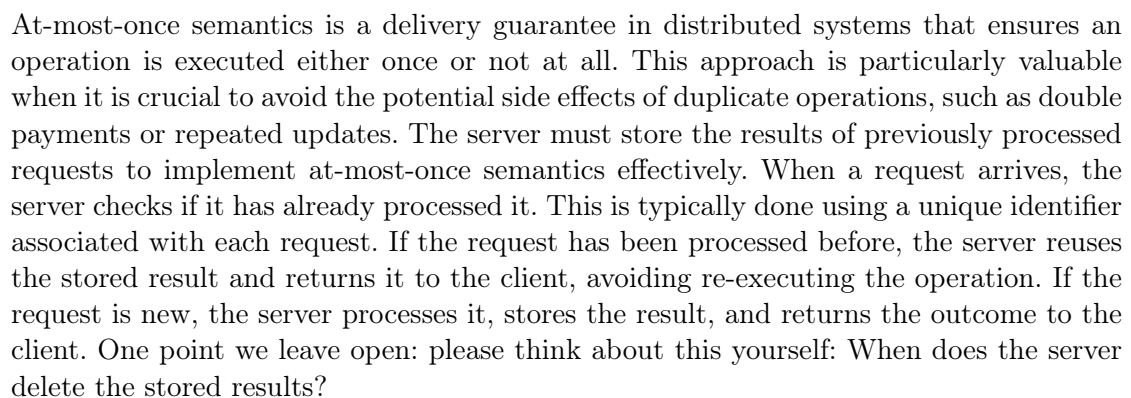 At-most-once semantics is a delivery guarantee in distributed systems that ensures an
operation is executed either once or not at all. This approach is particularly valuable
when it is crucial to avoid the potential side effects of duplicate operations, such as double
payments or repeated updates. The server must store the results of previously processed
requests to implement at-most-once semantics effectively. When a request arrives, the
server checks if it has already processed it. This is typically done using a unique identifier
associated with each request. If the request has been processed before, the server reuses
the stored result and returns it to the client, avoiding re-executing the operation. If the
request is new, the server processes it, stores the result, and returns the outcome to the
client. One point we leave open: please think about this yourself: When does the server
delete the stored results?